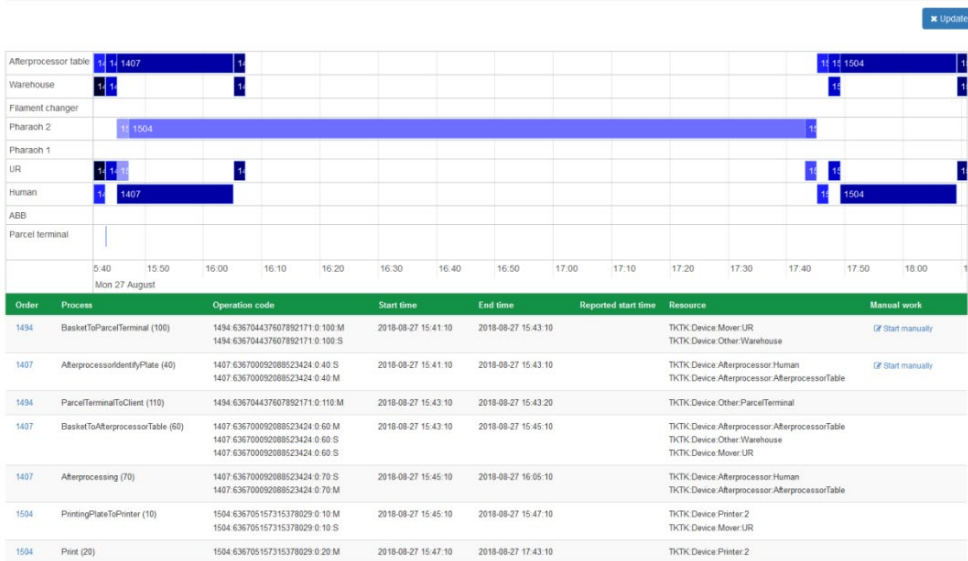 ✖ Update
Afterprocessor table 1407 1504
Warehouse
Filament changer
Pharaoh 2 1504
Pharaoh 1
UR
Human 1407 1504
ABB
Parcel terminal
5:40 15:50 16:00 16:10 16:20 16:30 16:40 16:50 17:00 17:10 17:20 17:30 17:40 17:50 18:00 1
Mon 27 August
Order Process Operation code Start time End time Reported start time Resource Manual work
1494 BasketToParcelTerminal (100) 1494:636704437607892171:0:100:M 2018-08-27 15:41:10 2018-08-27 15:43:10 TKTK:Device:Mover:UR Start manually
1494:636704437607892171:0:100:S TKTK:Device:Other:Warehouse
1407 AfterprocessorIdentifyPlate (40) 1407:636700092088523424:0:40:S 2018-08-27 15:41:10 2018-08-27 15:43:10 TKTK:Device:Afterprocessor:Human Start manually
1407:636700092088523424:0:40:M TKTK:Device:Afterprocessor:AfterprocessorTable
1494 ParcelTerminalToClient (110) 1494:636704437607892171:0:110:M 2018-08-27 15:43:10 2018-08-27 15:43:20 TKTK:Device:Other:ParcelTerminal
1407 BasketToAfterprocessorTable (60) 1407:636700092088523424:0:60:M 2018-08-27 15:43:10 2018-08-27 15:45:10 TKTK:Device:Afterprocessor:AfterprocessorTable
1407:636700092088523424:0:60:S TKTK:Device:Other:Warehouse
1407:636700092088523424:0:60:S TKTK:Device:Mover:UR
1407 Afterprocessing (70) 1407:636700092088523424:0:70:S 2018-08-27 15:45:10 2018-08-27 16:05:10 TKTK:Device:Afterprocessor:Human
1407:636700092088523424:0:70:M TKTK:Device:Afterprocessor:AfterprocessorTable
1504 PrintingPlateToPrinter (10) 1504:636705157315378029:0:10:M 2018-08-27 15:45:10 2018-08-27 15:47:10 TKTK:Device:Printer:2
1504:636705157315378029:0:10:S TKTK:Device:Mover:UR
1504 Print (20) 1504:636705157315378029:0:20:M 2018-08-27 15:47:10 2018-08-27 17:43:10 TKTK:Device:Printer:2